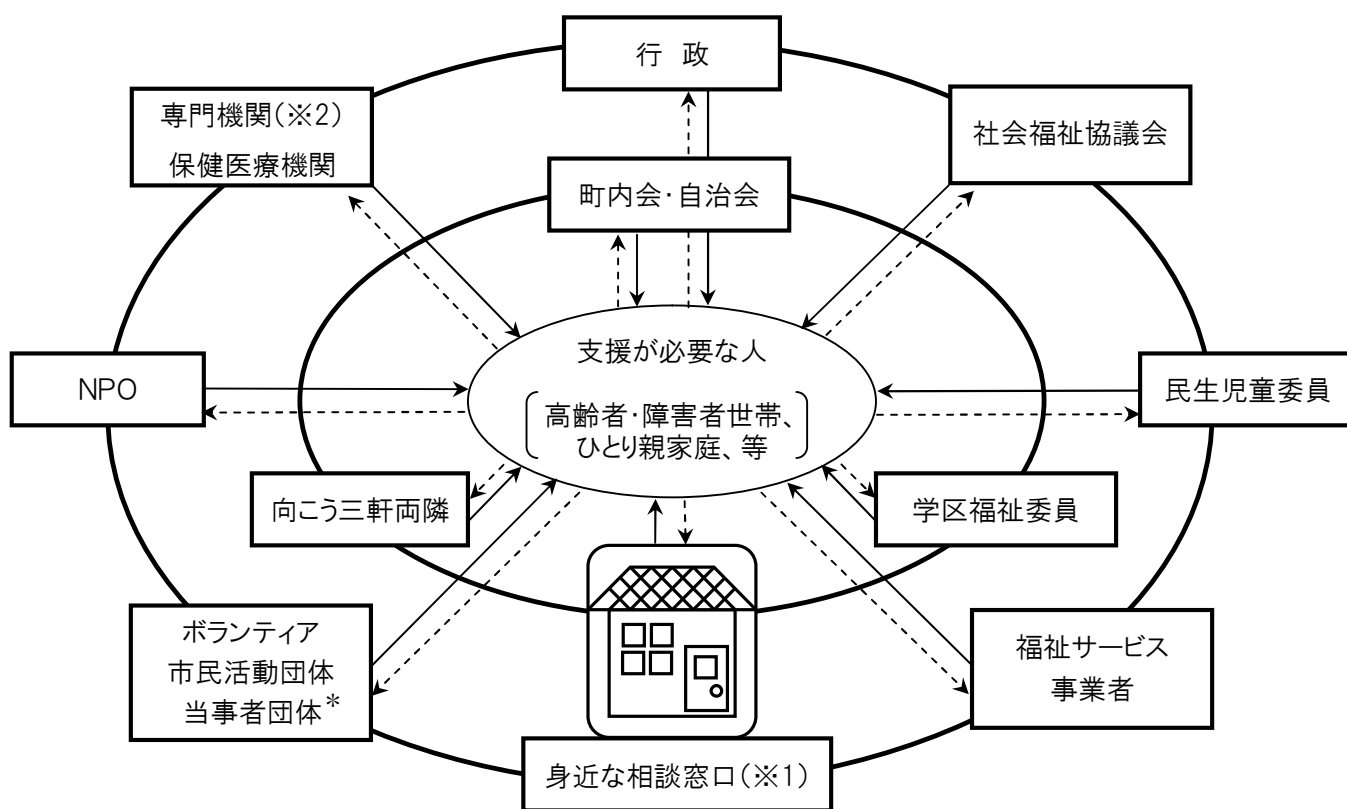 行 政
専門機関(※2)
保健医療機関
社会福祉協議会
町内会・自治会
支援が必要な人
高齢者・障害者世帯、
ひとり親家庭、等
NPO
民生児童委員
向こう三軒両隣
学区福祉委員
ボランティア
市民活動団体
当事者団体*
福祉サービス
事業者
身近な相談窓口(※1)